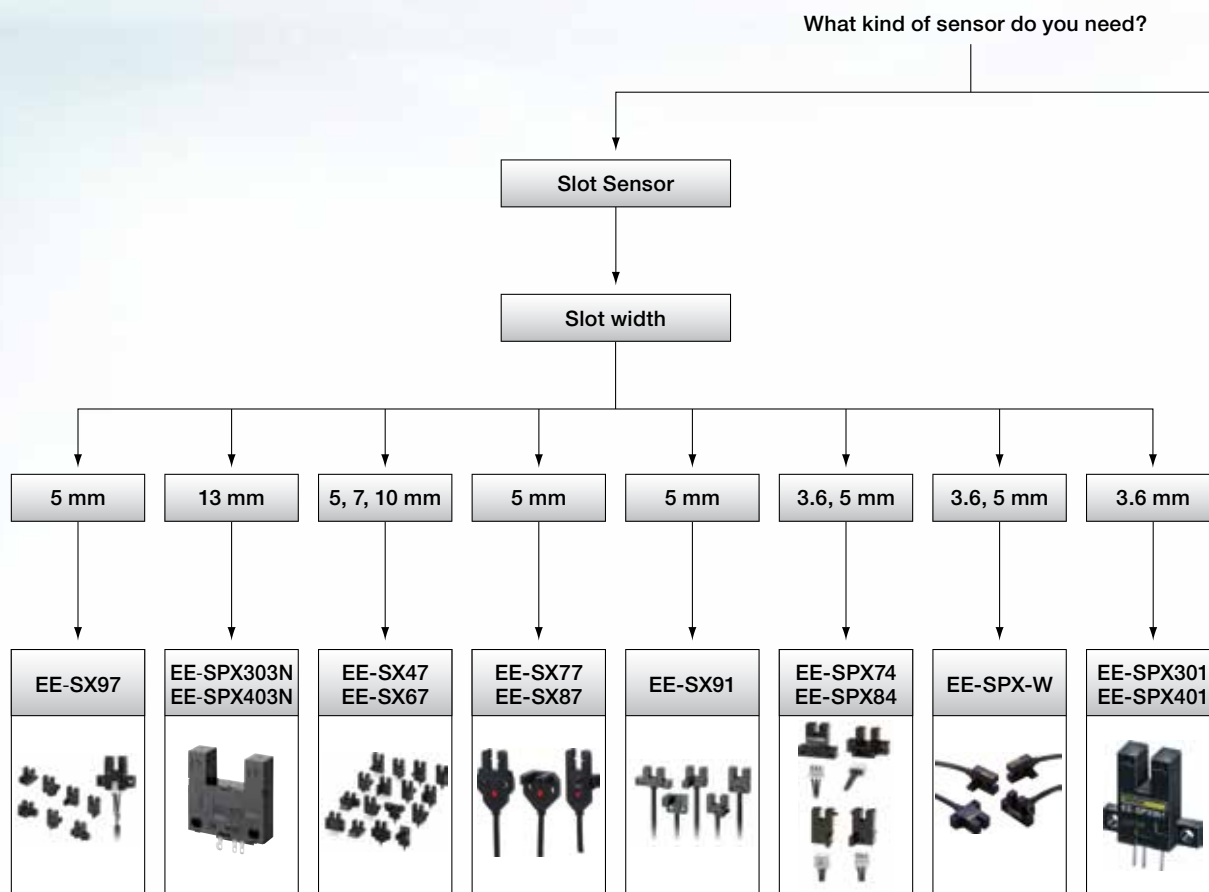 What kind of sensor do you need?
Slot Sensor
Slot width
5 mm
13 mm
5, 7, 10 mm
5 mm
5 mm
3.6, 5 mm
3.6, 5 mm
3.6 mm
EE-SX97
EE-SPX303N
EE-SPX403N
EE-SX47
EE-SX67
EE-SX77
EE-SX87
EE-SX91
EE-SPX74
EE-SPX84
EE-SPX-W
EE-SPX301
EE-SPX401